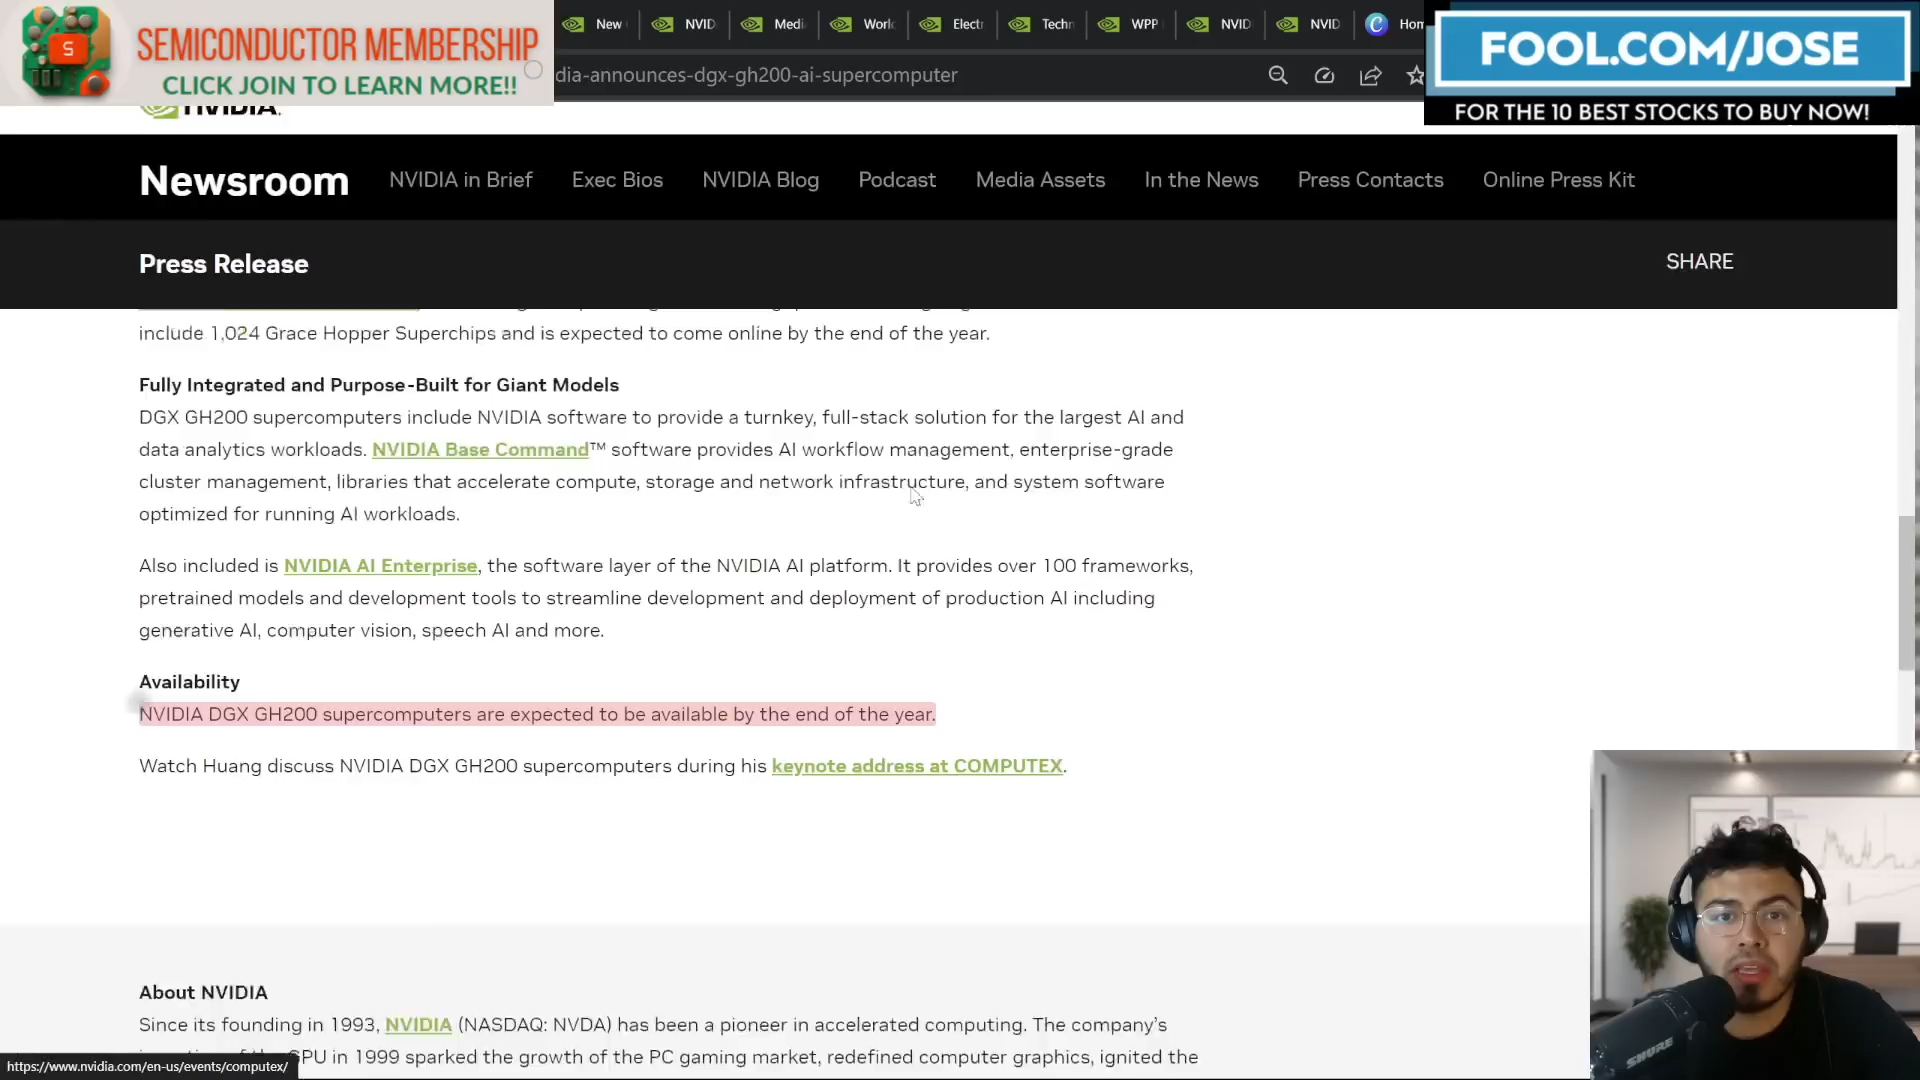 SEMICONDUCTOR MEMBERSHIP
CLICK JOIN TO LEARN MORE!!
S
New
NVID
Medi
Worl
Electr
Techn
WPP
NVID
NVID
C
Hom
dia-announces-dgx-gh200-ai-supercomputer
FOOL.COM/JOSE
FOR THE 10 BEST STOCKS TO BUY NOW!
NVIDIA.
Newsroom
NVIDIA in Brief
Exec Bios
NVIDIA Blog
Podcast
Media Assets
In the News
Press Contacts
Online Press Kit
Press Release
SHARE
include 1,024 Grace Hopper Superchips and is expected to come online by the end of the year.
Fully Integrated and Purpose-Built for Giant Models
DGX GH200 supercomputers include NVIDIA software to provide a turnkey, full-stack solution for the largest AI and
data analytics workloads. NVIDIA Base Command™ software provides AI workflow management, enterprise-grade
cluster management, libraries that accelerate compute, storage and network infrastructure, and system software
optimized for running AI workloads.
Also included is NVIDIA AI Enterprise, the software layer of the NVIDIA AI platform. It provides over 100 frameworks,
pretrained models and development tools to streamline development and deployment of production AI including
generative AI, computer vision, speech AI and more.
Availability
NVIDIA DGX GH200 supercomputers are expected to be available by the end of the year.
Watch Huang discuss NVIDIA DGX GH200 supercomputers during his keynote address at COMPUTEX.
About NVIDIA
Since its founding in 1993, NVIDIA (NASDAQ: NVDA) has been a pioneer in accelerated computing. The company's
GPU in 1999 sparked the growth of the PC gaming market, redefined computer graphics, ignited the
https://www.nvidia.com/en-us/events/computex/
SHURE